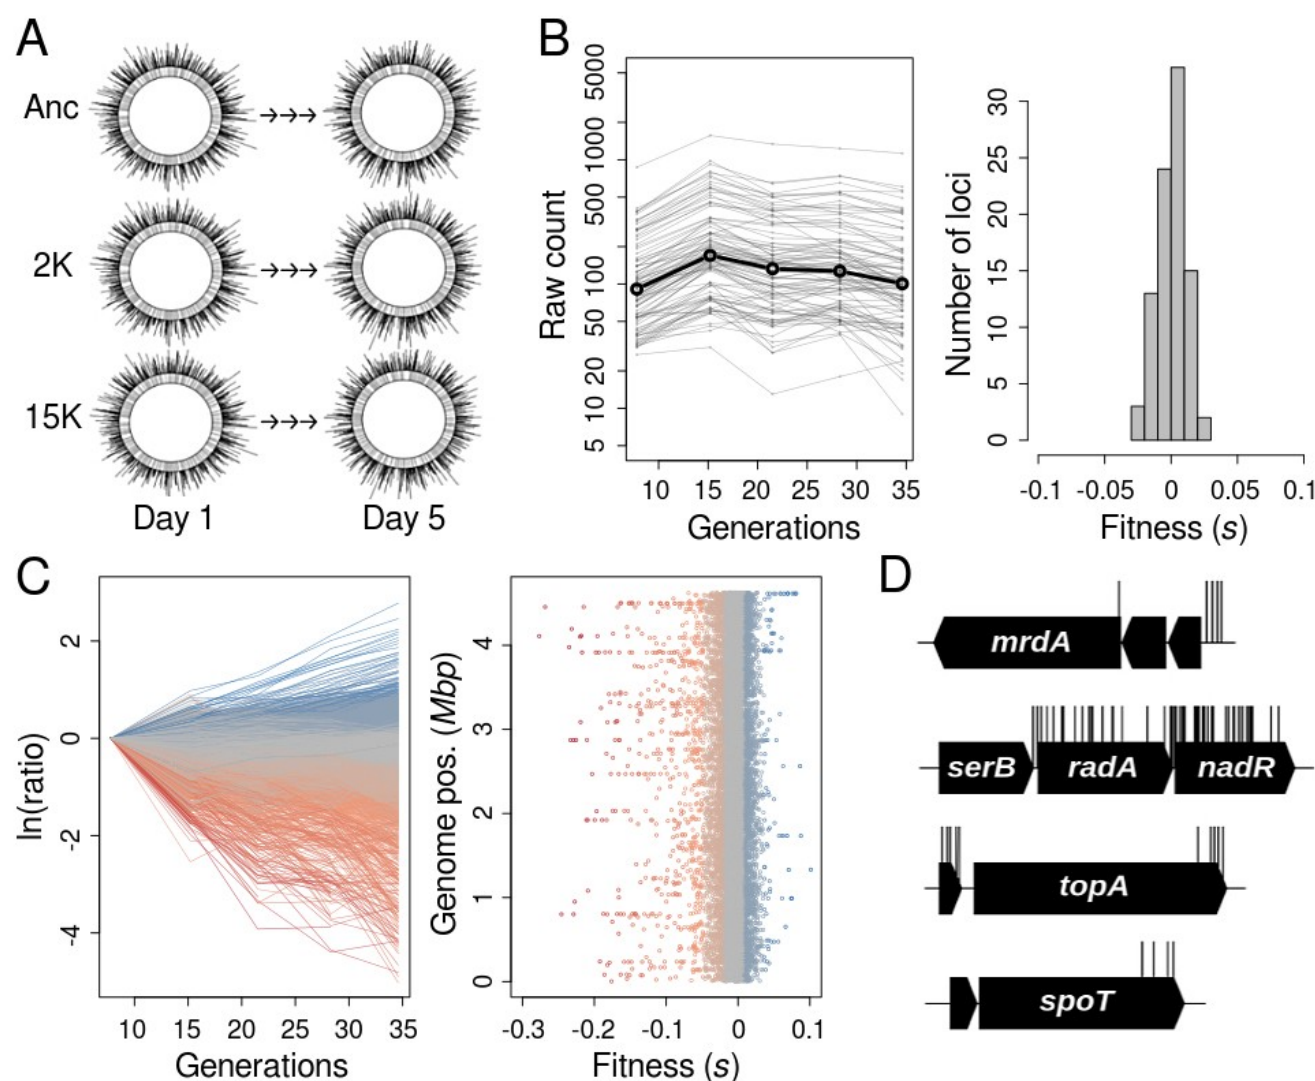 A
Anc
→→→
2K
→→→
15K
→→→
Day 1 Day 5
B
Raw count
5000
1000
500
100
50
20
10
5
10 15 20 25 30 35
Generations
Number of loci
30
25
20
15
10
5
0
-0.1 -0.05 0 0.05 0.1
Fitness (s)
C
ln(ratio)
2
0
-2
-4
10 15 20 25 30 35
Generations
Genome pos. (Mbp)
4
3
2
1
0
-0.3 -0.2 -0.1 0 0.1
Fitness (s)
D
mrdA
serB radA nadR
topA
spoT